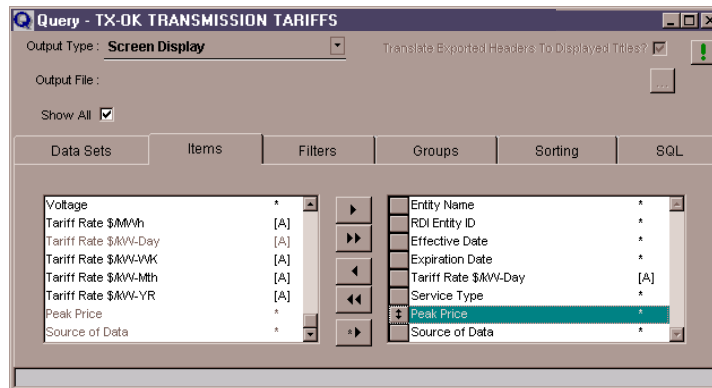 Query - TX-OK TRANSMISSION TARIFFS
Output Type : Screen Display
Translate Exported Headers To Displayed Titles?
Output File :
...
Show All
Data Sets Items Filters Groups Sorting SQL
Voltage *
Tariff Rate $/MWh [A]
Tariff Rate $/kW-Day [A]
Tariff Rate $/kW-WK [A]
Tariff Rate $/kW-Mth [A]
Tariff Rate $/kW-YR [A]
Peak Price *
Source of Data *
Entity Name *
RDI Entity ID *
Effective Date *
Expiration Date *
Tariff Rate $/kW-Day [A]
Service Type *
Peak Price *
Source of Data *